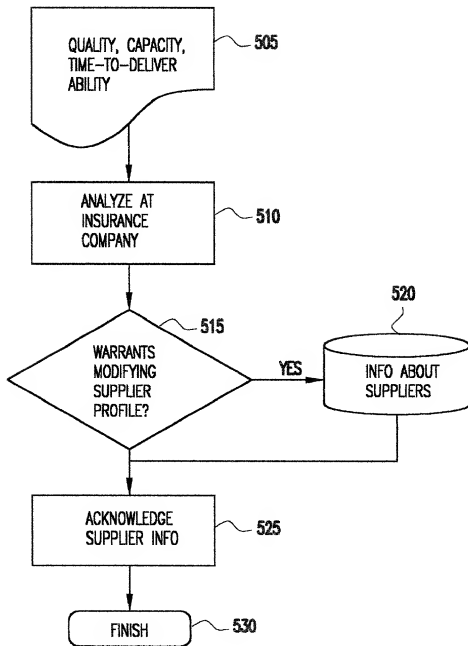 QUALITY, CAPACITY,
TIME-TO-DELIVER
ABILITY
505
ANALYZE AT
INSURANCE
COMPANY
510
515
WARRANTS
MODIFYING
SUPPLIER
PROFILE?
YES
520
INFO ABOUT
SUPPLIERS
ACKNOWLEDGE
SUPPLIER INFO
525
FINISH
530